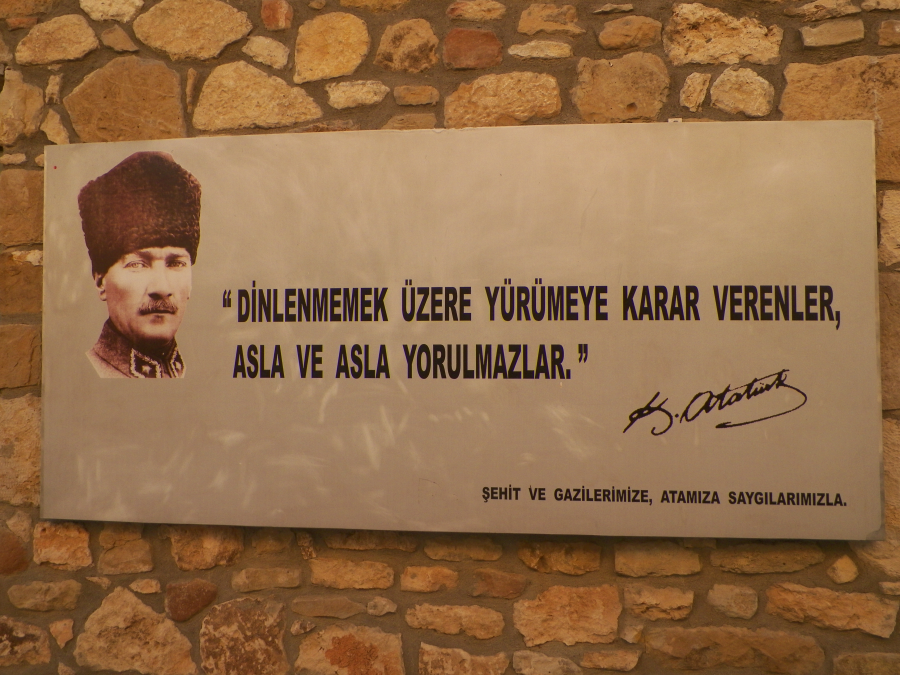 “ DİNLENMEMEK ÜZERE YÜRÜMEYE KARAR VERENLER,
ASLA VE ASLA YORULMAZLAR. ”
K. Atatürk
ŞEHİT VE GAZİLERİMİZE, ATAMIZA SAYGILARIMIZLA.